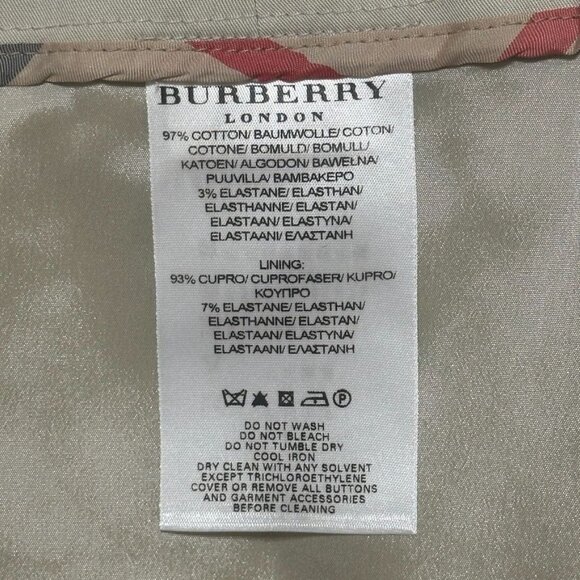 BURBERRY
LONDON
97% COTTON/ BAUMWOLLE/ COTON/
COTONE/ BOMULD/ BOMULL/
KATOEN/ ALGODON/ BAWEŁNA/
PUUVILLA/ ΒΑΜΒΑΚΕΡΟ
3% ELASTANE/ ELASTHAN/
ELASTHANNE/ ELASTAN/
ELASTAAN/ ELASTYNA/
ELASTAANI/ ΕΛΑΣΤΑΝΗ
LINING:
93% CUPRO/ CUPROFASER/ KUPRO/
ΚΟΥΠΡΟ
7% ELASTANE/ ELASTHAN/
ELASTHANNE/ ELASTAN/
ELASTAAN/ ELASTYNA/
ELASTAANI/ ΕΛΑΣΤΑΝΗ
P
DO NOT WASH
DO NOT BLEACH
DO NOT TUMBLE DRY
COOL IRON
DRY CLEAN WITH ANY SOLVENT
EXCEPT TRICHLOROETHYLENE
COVER OR REMOVE ALL BUTTONS
AND GARMENT ACCESSORIES
BEFORE CLEANING